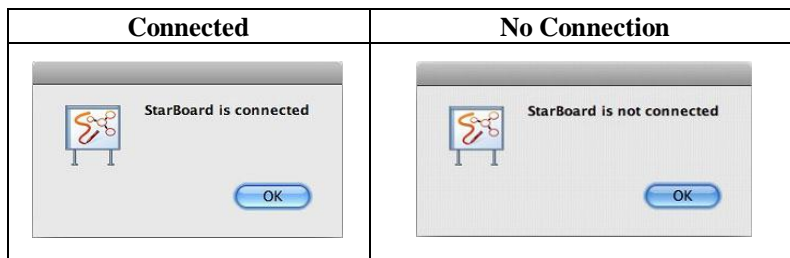 Connected
No Connection
StarBoard is connected
OK
StarBoard is not connected
OK